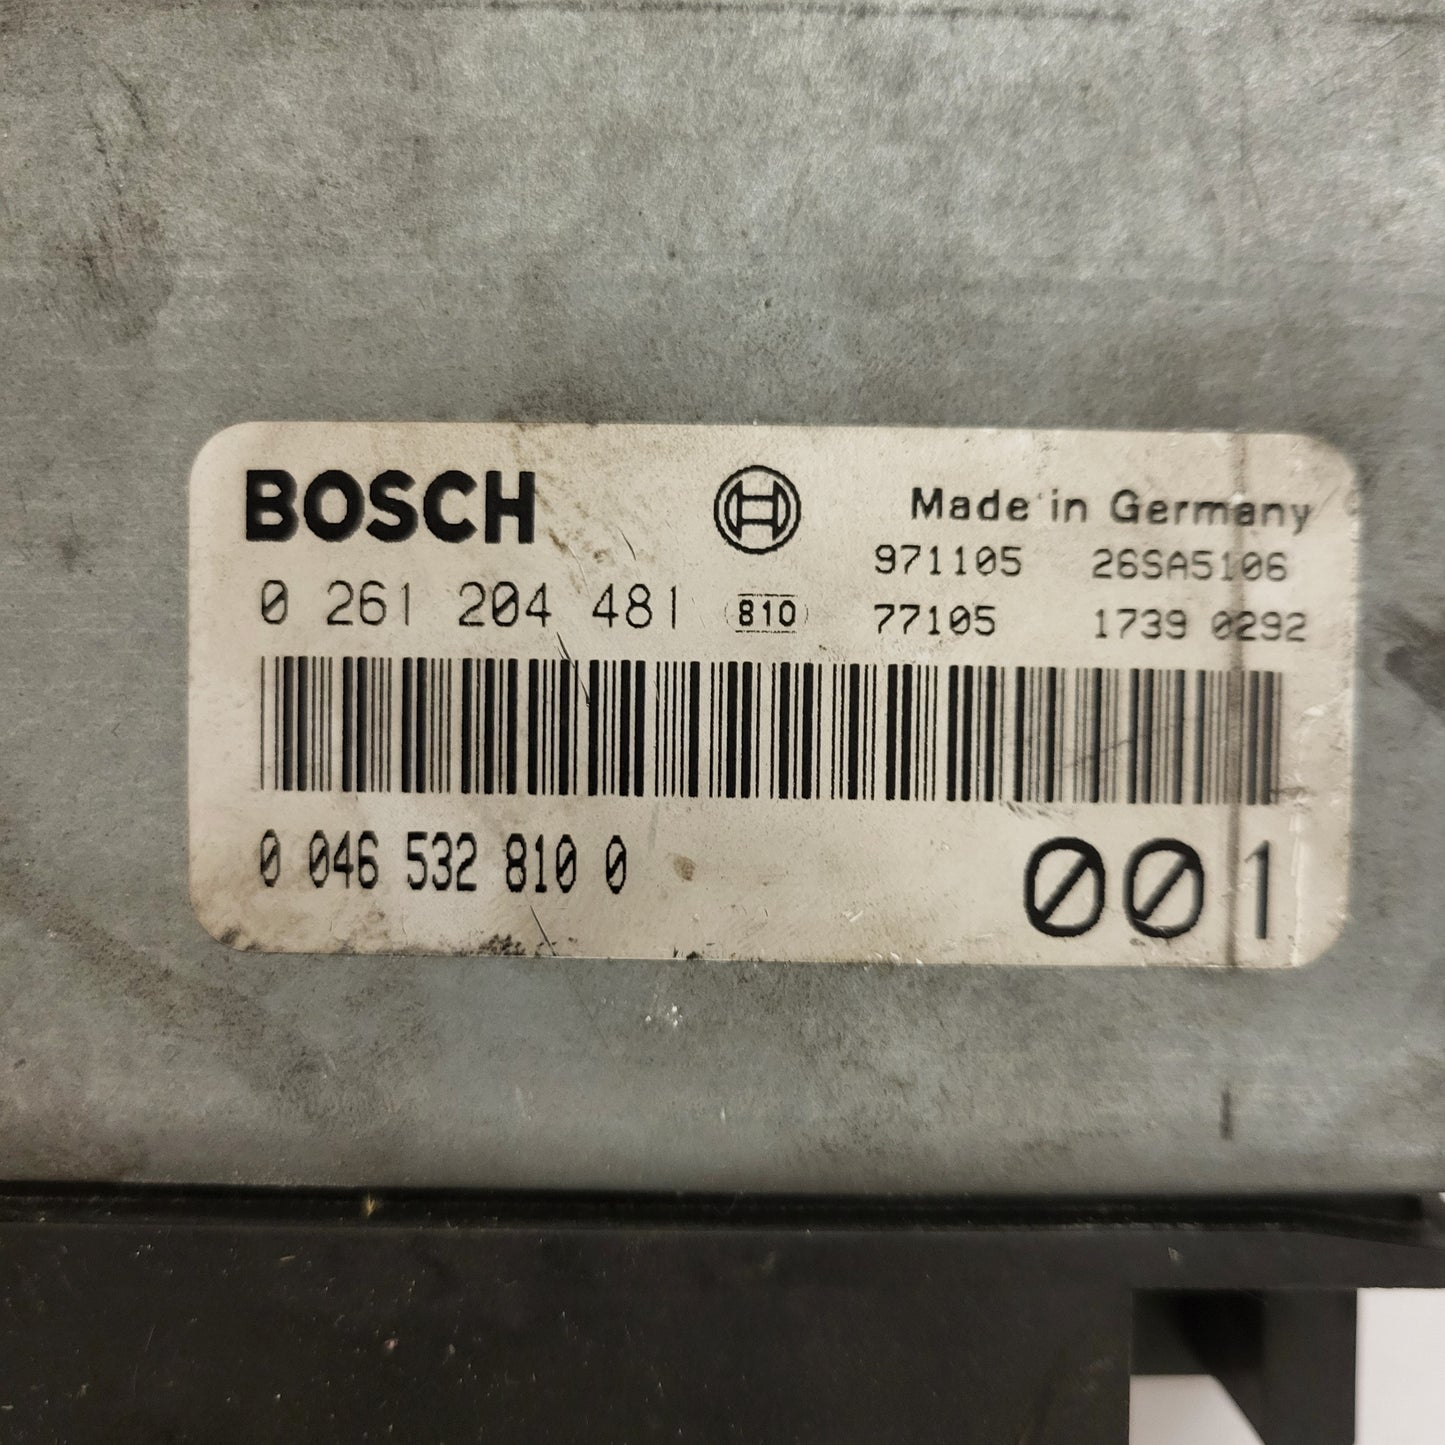 BOSCH
Made in Germany
971105 26SA5106
0 261 204 481 810 77105 1739 0292
0 046 532 810 0
001